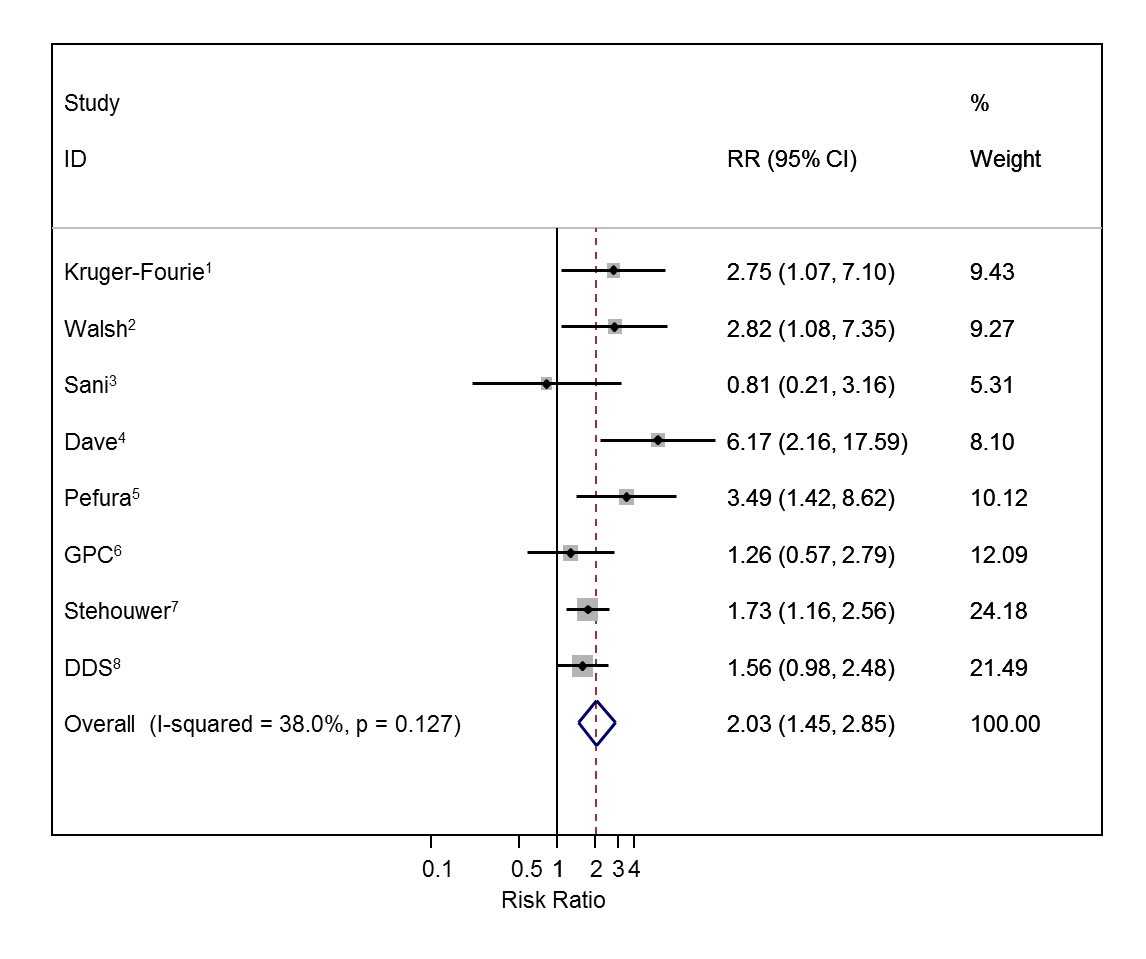 Study %
ID RR (95% CI) Weight
Kruger-Fourie¹ 2.75 (1.07, 7.10) 9.43
Walsh² 2.82 (1.08, 7.35) 9.27
Sani³ 0.81 (0.21, 3.16) 5.31
Dave⁴ 6.17 (2.16, 17.59) 8.10
Pefura⁵ 3.49 (1.42, 8.62) 10.12
GPC⁶ 1.26 (0.57, 2.79) 12.09
Stehouwer⁷ 1.73 (1.16, 2.56) 24.18
DDS⁸ 1.56 (0.98, 2.48) 21.49
Overall (I-squared = 38.0%, p = 0.127) 2.03 (1.45, 2.85) 100.00
0.1 0.5 1 2 3 4
Risk Ratio